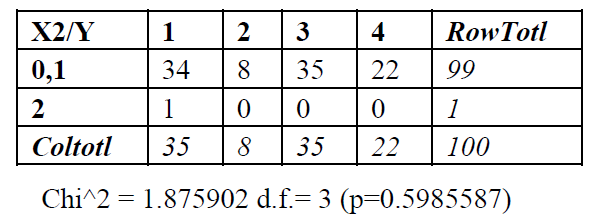 X2/Y 1 2 3 4 RowTotl
0,1 34 8 35 22 99
2 1 0 0 0 1
Coltotl 35 8 35 22 100
Chi^2 = 1.875902 d.f.= 3 (p=0.5985587)